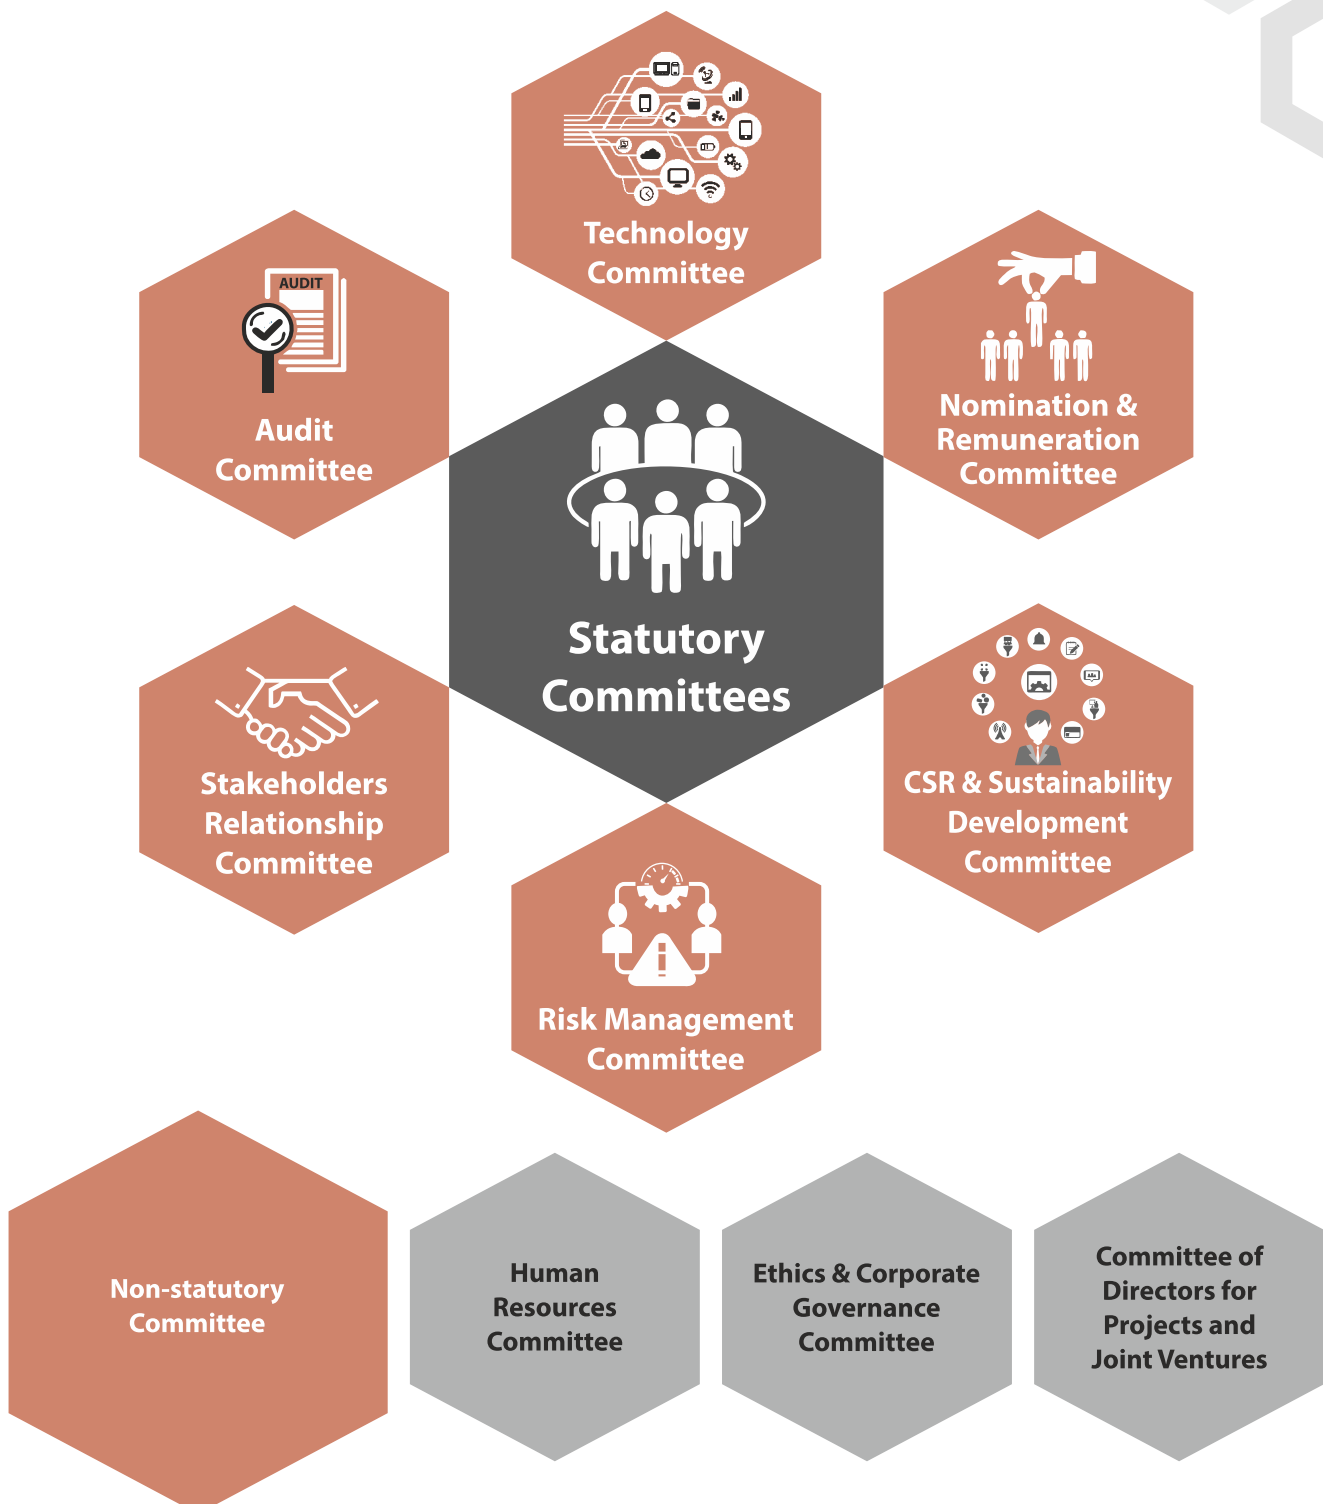 Technology
Committee
AUDIT
Audit
Committee
Nomination &
Remuneration
Committee
Statutory
Committees
Stakeholders
Relationship
Committee
CSR & Sustainability
Development
Committee
Risk Management
Committee
Non-statutory
Committee
Human
Resources
Committee
Ethics & Corporate
Governance
Committee
Committee of
Directors for
Projects and
Joint Ventures